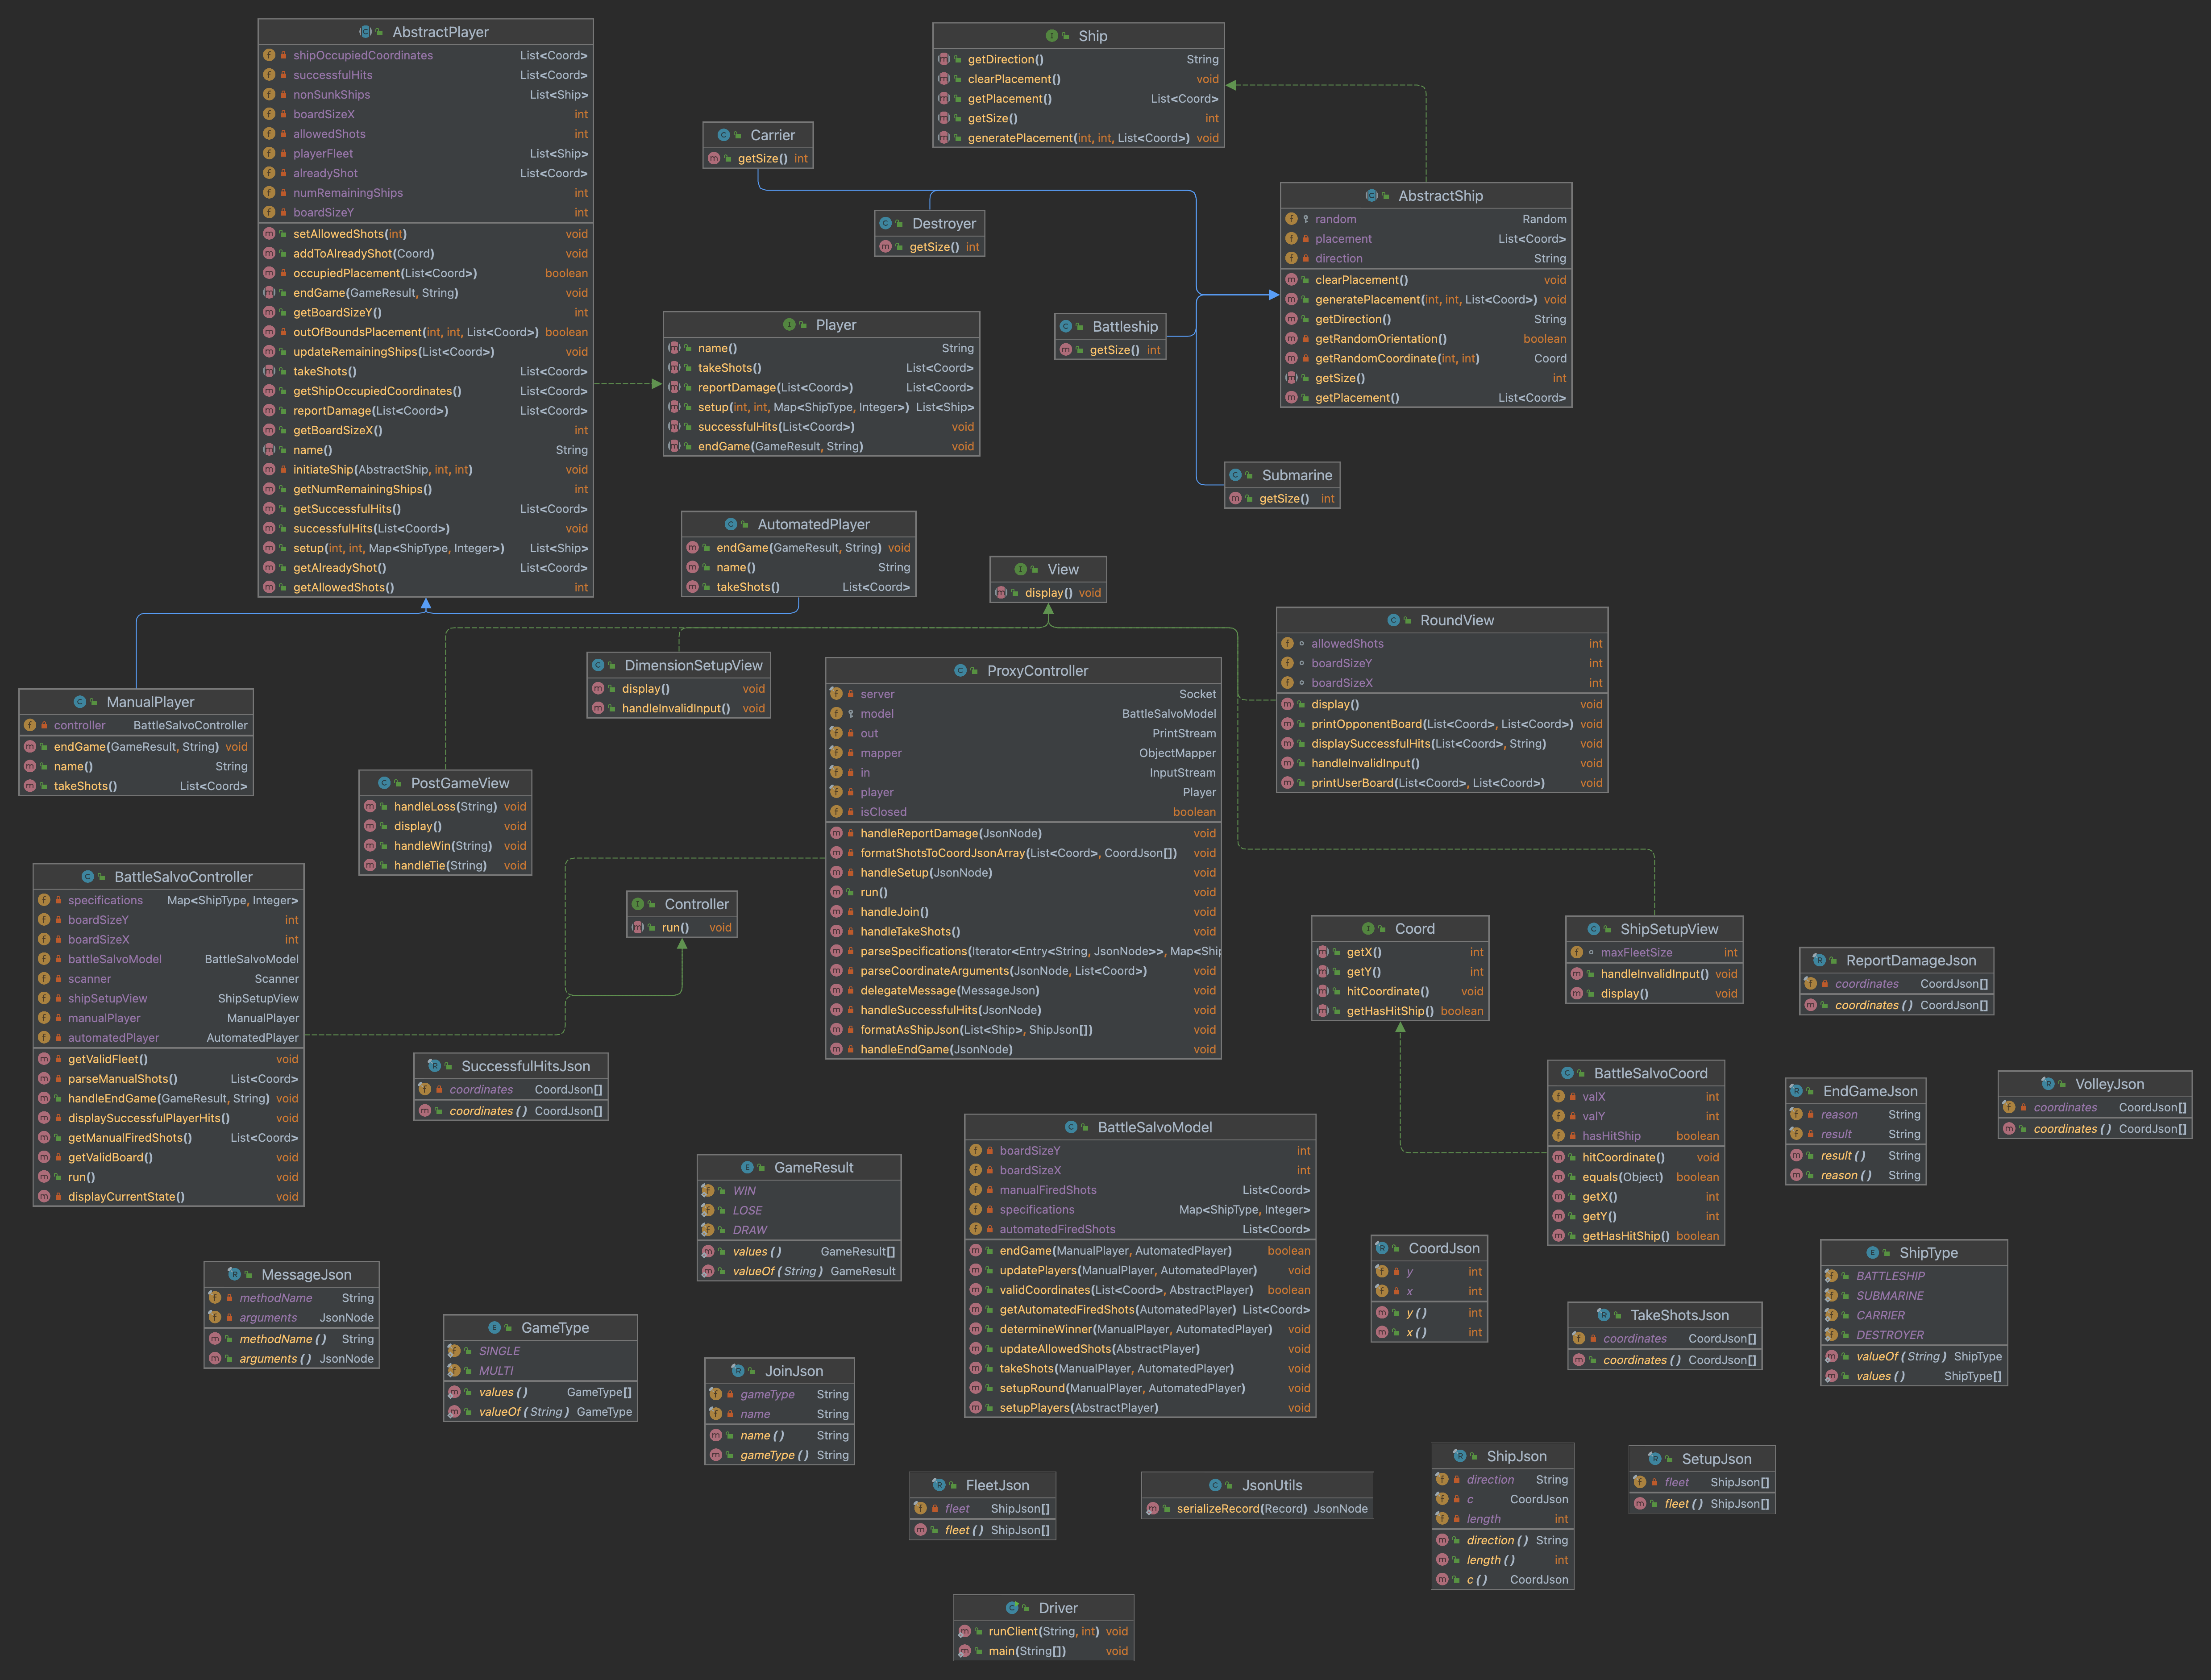 AbstractPlayer
shipOccupiedCoordinates List<Coord>
successfulHits List<Coord>
nonSunkShips List<Ship>
boardSizeX int
allowedShots int
playerFleet List<Ship>
alreadyShot List<Coord>
numRemainingShips int
boardSizeY int
setAllowedShots(int) void
addToAlreadyShot(Coord) void
occupiedPlacement(List<Coord>) boolean
endGame(GameResult, String) void
getBoardSizeY() int
outOfBoundsPlacement(int, int, List<Coord>) boolean
updateRemainingShips(List<Coord>) void
takeShots() List<Coord>
getShipOccupiedCoordinates() List<Coord>
reportDamage(List<Coord>) List<Coord>
getBoardSizeX() int
name() String
initiateShip(AbstractShip, int, int) void
getNumRemainingShips() int
getSuccessfulHits() List<Coord>
successfulHits(List<Coord>) void
setup(int, int, Map<ShipType, Integer>) List<Ship>
getAlreadyShot() List<Coord>
getAllowedShots() int
Ship
getDirection() String
clearPlacement() void
getPlacement() List<Coord>
getSize() int
generatePlacement(int, int, List<Coord>) void
Carrier
getSize() int
Destroyer
getSize() int
AbstractShip
random Random
placement List<Coord>
direction String
clearPlacement() void
generatePlacement(int, int, List<Coord>) void
getDirection() String
getRandomOrientation() boolean
getRandomCoordinate(int, int) Coord
getSize() int
getPlacement() List<Coord>
Player
name() String
takeShots() List<Coord>
reportDamage(List<Coord>) List<Coord>
setup(int, int, Map<ShipType, Integer>) List<Ship>
successfulHits(List<Coord>) void
endGame(GameResult, String) void
Battleship
getSize() int
Submarine
getSize() int
AutomatedPlayer
endGame(GameResult, String) void
name() String
takeShots() List<Coord>
View
display() void
RoundView
allowedShots int
boardSizeY int
boardSizeX int
display() void
printOpponentBoard(List<Coord>, List<Coord>) void
displaySuccessfulHits(List<Coord>, String) void
handleInvalidInput() void
printUserBoard(List<Coord>, List<Coord>) void
DimensionSetupView
display() void
handleInvalidInput() void
ProxyController
server Socket
model BattleSalvoModel
out PrintStream
mapper ObjectMapper
in InputStream
player Player
isClosed boolean
handleReportDamage(JsonNode) void
formatShotsToCoordJsonArray(List<Coord>, CoordJson[]) void
handleSetup(JsonNode) void
run() void
handleJoin() void
handleTakeShots() void
parseSpecifications(Iterator<Entry<String, JsonNode>>, Map<Ship
parseCoordinateArguments(JsonNode, List<Coord>) void
delegateMessage(MessageJson) void
handleSuccessfulHits(JsonNode) void
formatAsShipJson(List<Ship>, ShipJson[]) void
handleEndGame(JsonNode) void
ManualPlayer
controller BattleSalvoController
endGame(GameResult, String) void
name() String
takeShots() List<Coord>
PostGameView
handleLoss(String) void
display() void
handleWin(String) void
handleTie(String) void
BattleSalvoController
specifications Map<ShipType, Integer>
boardSizeY int
boardSizeX int
battleSalvoModel BattleSalvoModel
scanner Scanner
shipSetupView ShipSetupView
manualPlayer ManualPlayer
automatedPlayer AutomatedPlayer
getValidFleet() void
parseManualShots() List<Coord>
handleEndGame(GameResult, String) void
displaySuccessfulPlayerHits() void
getManualFiredShots() List<Coord>
getValidBoard() void
run() void
displayCurrentState() void
Controller
run() void
Coord
getX() int
getY() int
hitCoordinate() void
getHasHitShip() boolean
ShipSetupView
maxFleetSize int
handleInvalidInput() void
display() void
ReportDamageJson
coordinates CoordJson[]
coordinates() CoordJson[]
SuccessfulHitsJson
coordinates CoordJson[]
coordinates() CoordJson[]
BattleSalvoCoord
valX int
valY int
hasHitShip boolean
hitCoordinate() void
equals(Object) boolean
getX() int
getY() int
getHasHitShip() boolean
EndGameJson
reason String
result String
result() String
reason() String
VolleyJson
coordinates CoordJson[]
coordinates() CoordJson[]
BattleSalvoModel
boardSizeY int
boardSizeX int
manualFiredShots List<Coord>
specifications Map<ShipType, Integer>
automatedFiredShots List<Coord>
endGame(ManualPlayer, AutomatedPlayer) boolean
updatePlayers(ManualPlayer, AutomatedPlayer) void
validCoordinates(List<Coord>, AbstractPlayer) boolean
getAutomatedFiredShots(AutomatedPlayer) List<Coord>
determineWinner(ManualPlayer, AutomatedPlayer) void
updateAllowedShots(AbstractPlayer) void
takeShots(ManualPlayer, AutomatedPlayer) void
setupRound(ManualPlayer, AutomatedPlayer) void
setupPlayers(AbstractPlayer) void
GameResult
WIN
LOSE
DRAW
values() GameResult[]
valueOf(String) GameResult
CoordJson
y int
x int
y() int
x() int
ShipType
BATTLESHIP
SUBMARINE
CARRIER
DESTROYER
valueOf(String) ShipType
values() ShipType[]
MessageJson
methodName String
arguments JsonNode
methodName() String
arguments() JsonNode
GameType
SINGLE
MULTI
values() GameType[]
valueOf(String) GameType
TakeShotsJson
coordinates CoordJson[]
coordinates() CoordJson[]
JoinJson
gameType String
name String
name() String
gameType() String
FleetJson
fleet ShipJson[]
fleet() ShipJson[]
JsonUtils
serializeRecord(Record) JsonNode
ShipJson
direction String
c CoordJson
length int
direction() String
length() int
c() CoordJson
SetupJson
fleet ShipJson[]
fleet() ShipJson[]
Driver
runClient(String, int) void
main(String[]) void